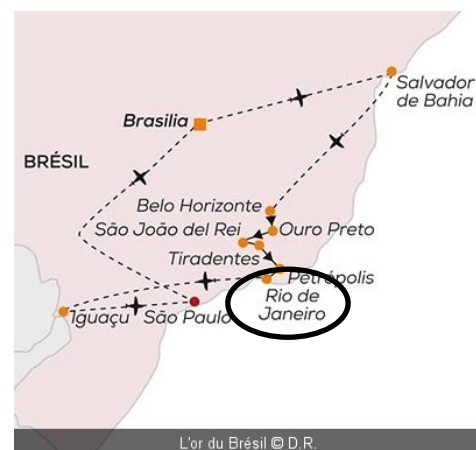 Salvador
de Bahia
Brasilia
BRÉSIL
Belo Horizonte
São João del Rei
Ouro Preto
Tiradentes
Petrópolis
Rio de
Janeiro
Iguaçu
São Paulo
L'or du Brésil © D.R.